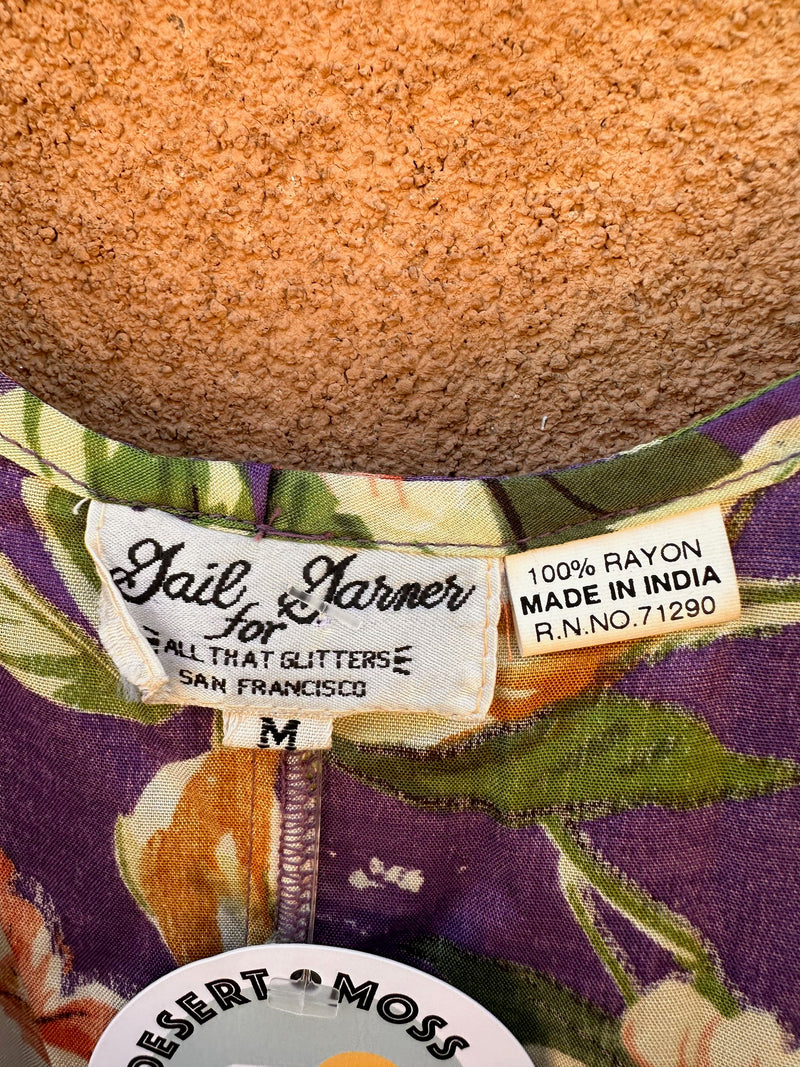 Gail Garner
for
ALL THAT GLITTERS
SAN FRANCISCO
M
100% RAYON
MADE IN INDIA
R.N.NO.71290
DESERT MOSS